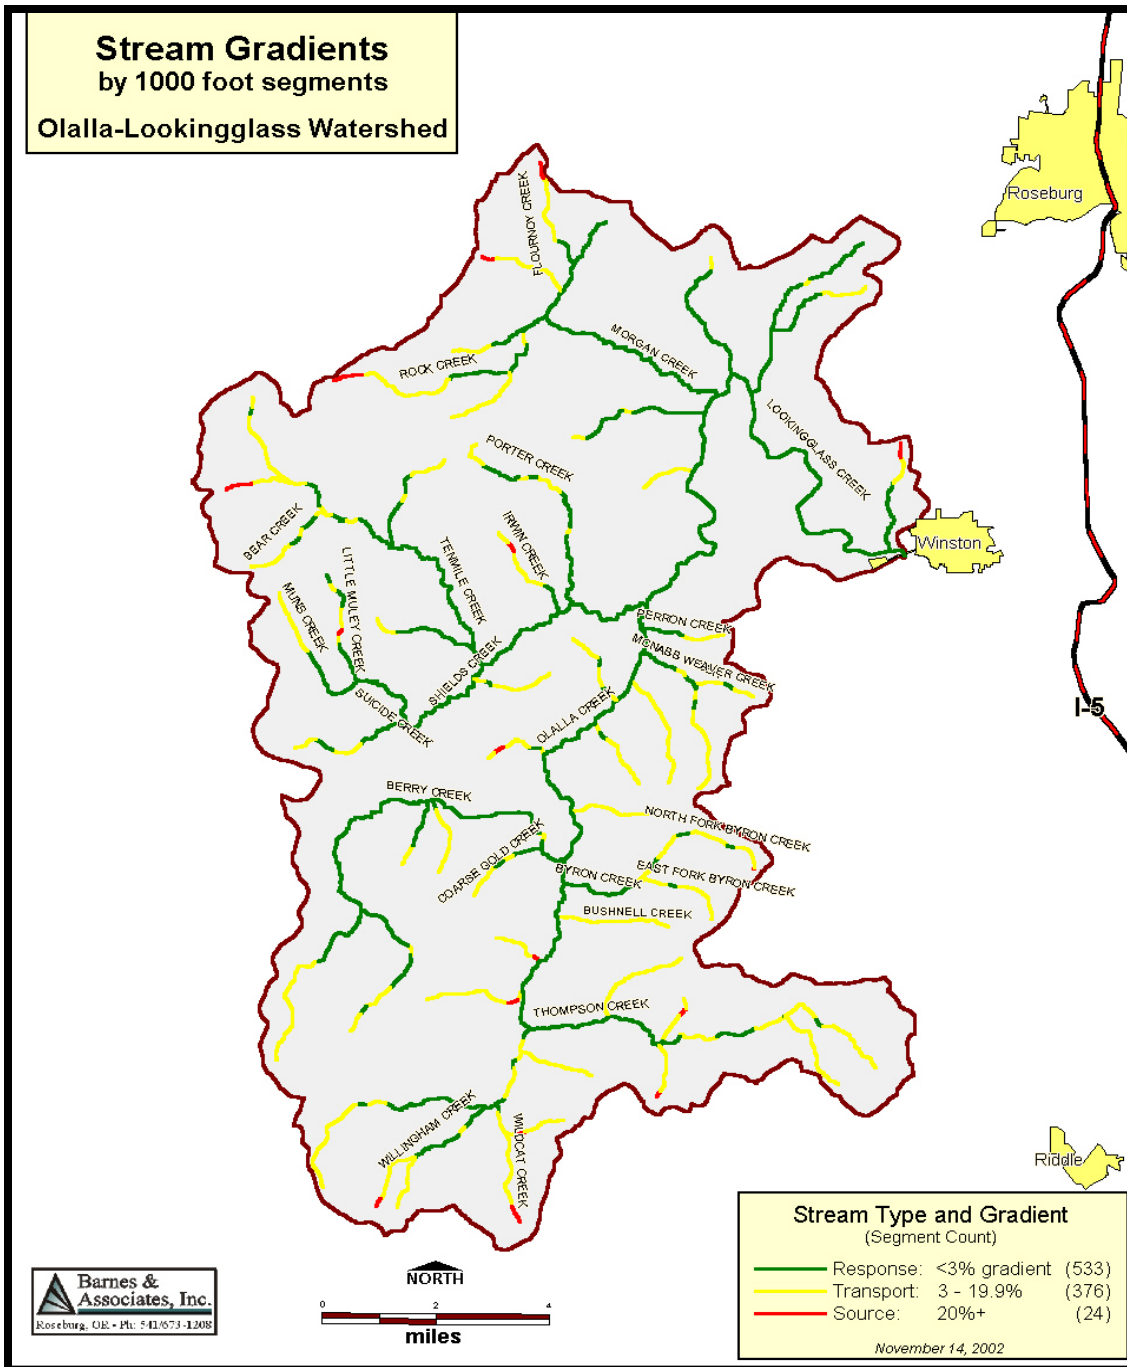 Stream Gradients
by 1000 foot segments
Olalla-Lookingglass Watershed
Roseburg
FLOURNOY CREEK
MORGAN CREEK
ROCK CREEK
LOOKINGGLASS CREEK
PORTER CREEK
IRWIN CREEK
BEAR CREEK
TENMILE CREEK
Winston
LITTLE MULEY CREEK
MUNS CREEK
PERRON CREEK
MCNABB WEAVER CREEK
SHIELDS CREEK
SUICIDE CREEK
OLALLA CREEK
I-5
BERRY CREEK
NORTH FORK BYRON CREEK
COARSE GOLD CREEK
BYRON CREEK
EAST FORK BYRON CREEK
BUSHNELL CREEK
THOMPSON CREEK
WILLINGHAM CREEK
WILDCAT CREEK
Riddle
Stream Type and Gradient
(Segment Count)
Response: <3% gradient (533)
Transport: 3 - 19.9% (376)
Source: 20%+ (24)
November 14, 2002
NORTH
0 2 4
miles
Barnes &
Associates, Inc.
Roseburg, OR • Ph: 541/673-1208